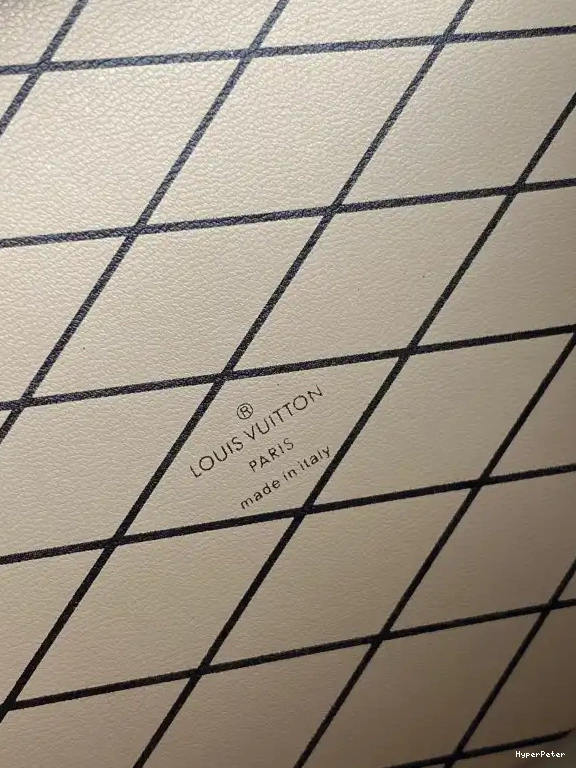 ®
LOUIS VUITTON
PARIS
made in italy
HyperPeter